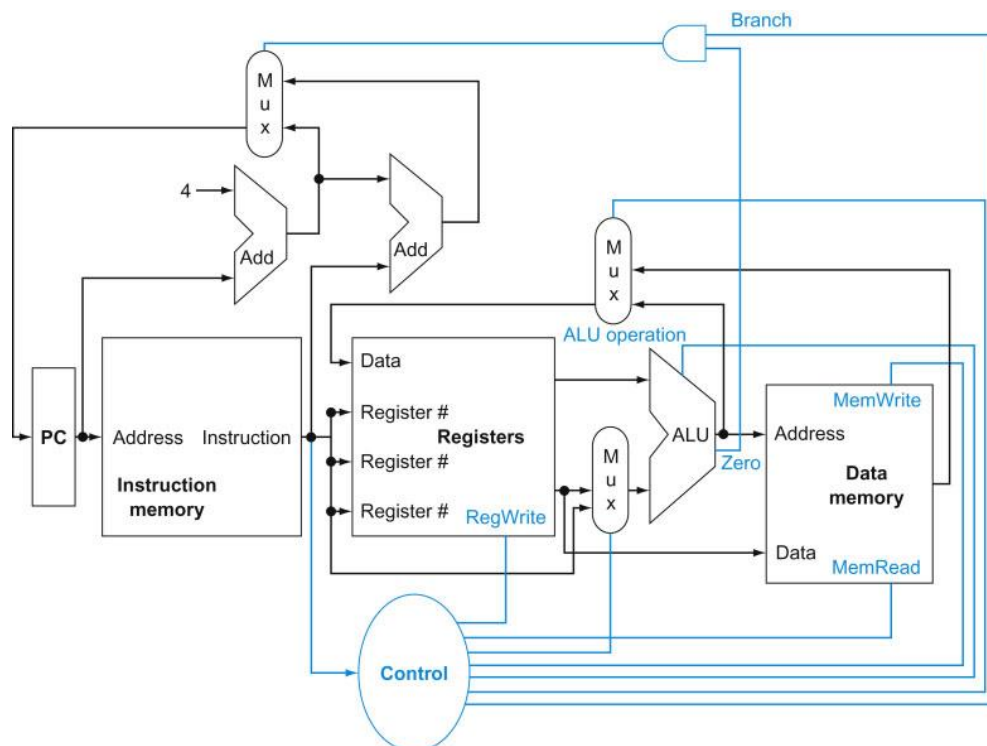 Branch
M
u
x
4
Add
Add
M
u
x
ALU operation
Data
Register #
Registers
Register #
Register #
RegWrite
PC
Address
Instruction
Instruction
memory
M
u
x
ALU
Zero
MemWrite
Address
Data
memory
Data
MemRead
Control